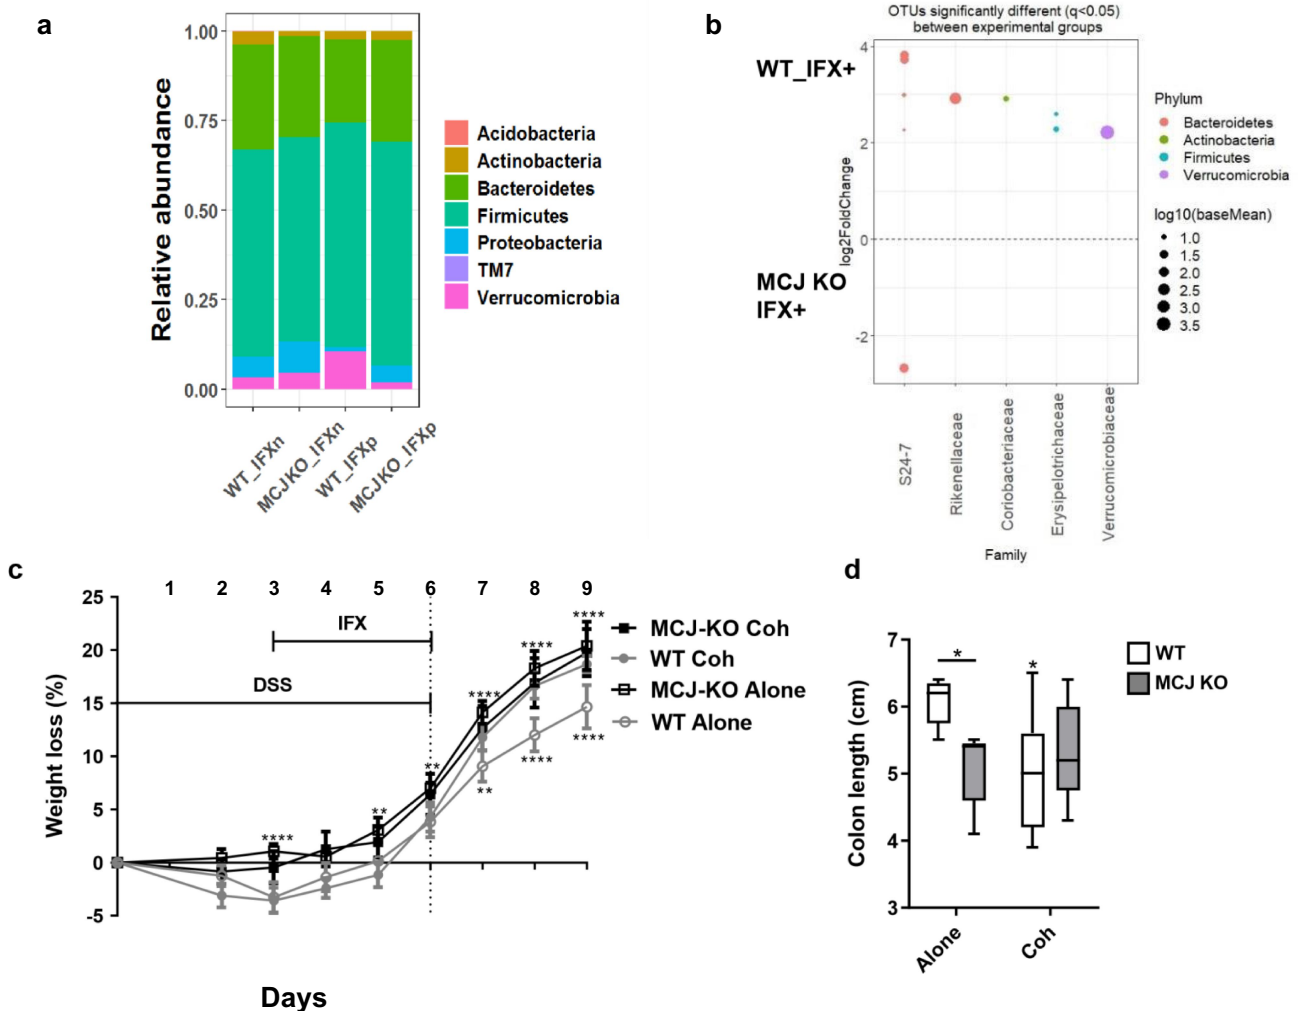 a
Relative abundance
1.00
0.75
0.50
0.25
0.00
WT_IFXn
MCJKO_IFXn
WT_IFXp
MCJKO_IFXp
Acidobacteria
Actinobacteria
Bacteroidetes
Firmicutes
Proteobacteria
TM7
Verrucomicrobia
b
OTUs significantly different (q<0.05)
between experimental groups
WT_IFX+
MCJ KO
IFX+
log2FoldChange
4
2
0
-2
S24-7
Rikenellaceae
Coriobacteriaceae
Erysipelotrichaceae
Verrucomicrobiaceae
Family
Phylum
Bacteroidetes
Actinobacteria
Firmicutes
Verrucomicrobia
log10(baseMean)
1.0
1.5
2.0
2.5
3.0
3.5
c
Weight loss (%)
25
20
15
10
5
0
-5
1 2 3 4 5 6 7 8 9
IFX
DSS
****
**
**
****
****
****
**
****
****
MCJ-KO Coh
WT Coh
MCJ-KO Alone
WT Alone
Days
d
Colon length (cm)
7
6
5
4
3
*
*
Alone
Coh
WT
MCJ KO